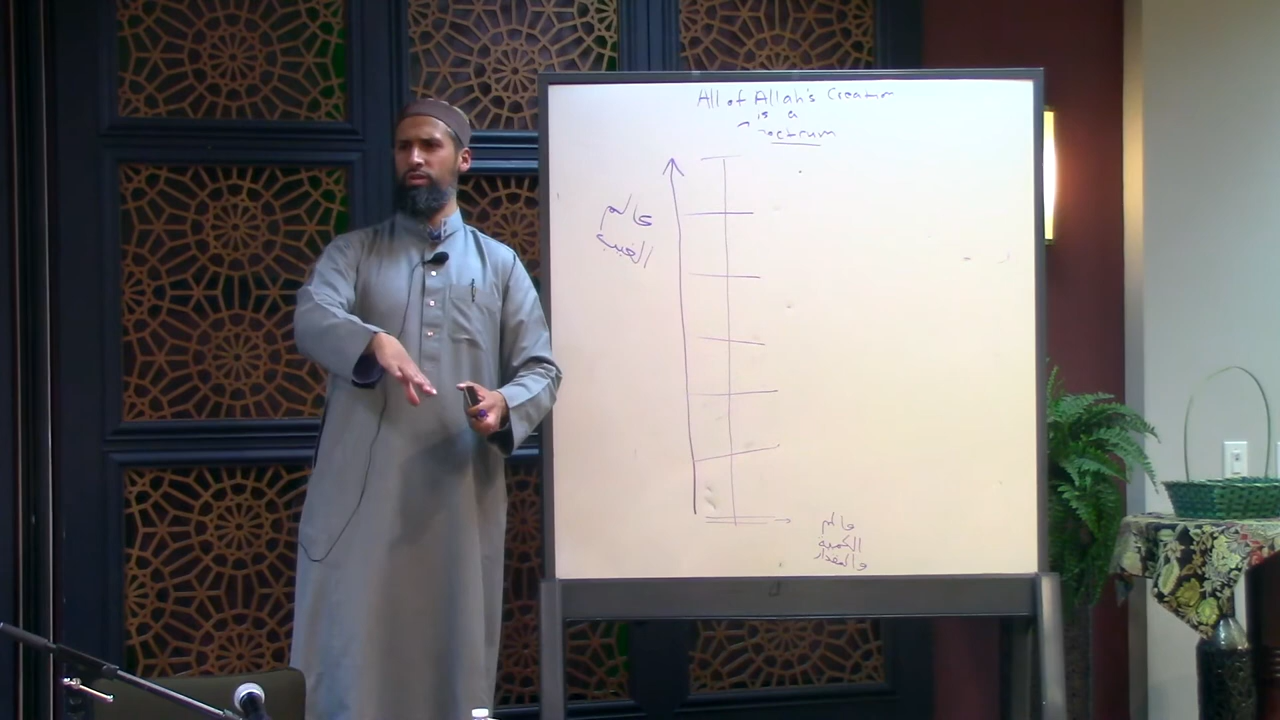 All of Allah's Creation
is a
Spectrum
عالم
الغيب
عالم
الكمية
والمقدار